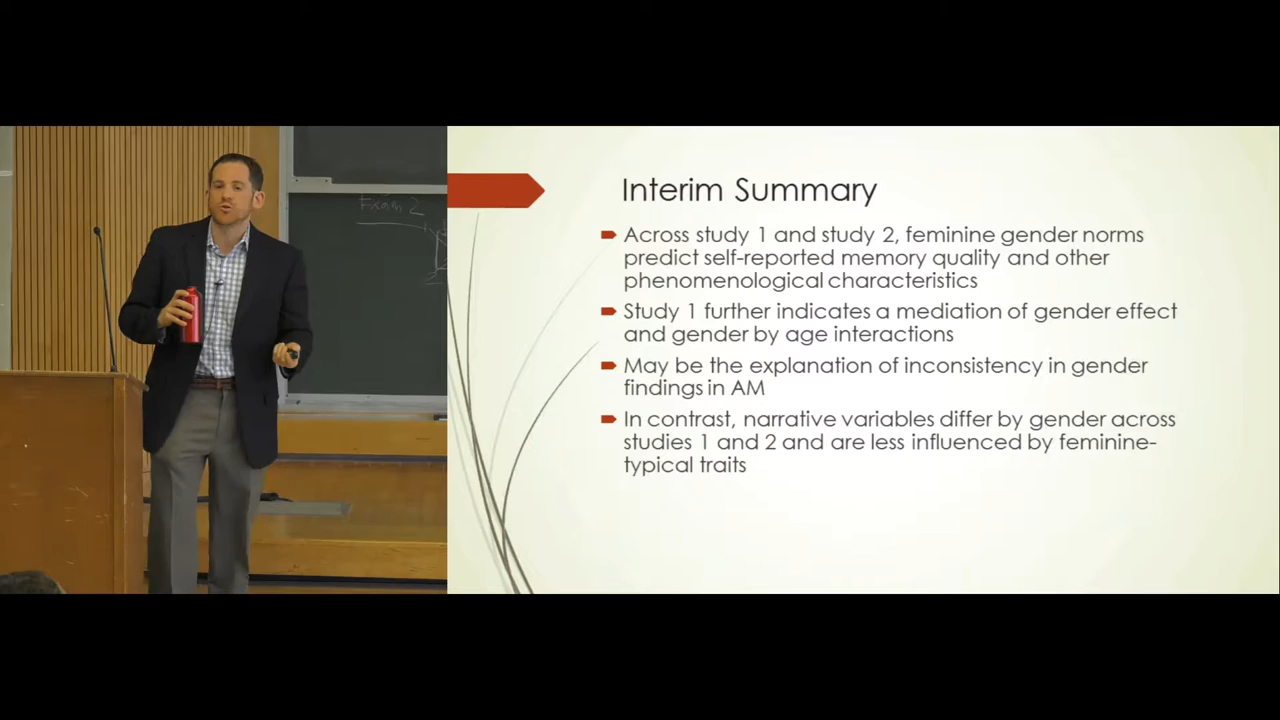 Exam 2
Interim Summary
Across study 1 and study 2, feminine gender norms
predict self-reported memory quality and other
phenomenological characteristics
Study 1 further indicates a mediation of gender effect
and gender by age interactions
May be the explanation of inconsistency in gender
findings in AM
In contrast, narrative variables differ by gender across
studies 1 and 2 and are less influenced by feminine-
typical traits